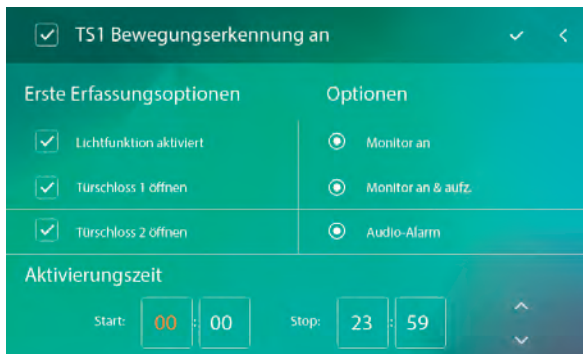 TS1 Bewegungserkennung an
Erste Erfassungsoptionen
Optionen
Lichtfunktion aktiviert
Monitor an
Türschloss 1 öffnen
Monitor an & aufz.
Türschloss 2 öffnen
Audio-Alarm
Aktivierungszeit
Start: 00 : 00 Stop: 23 : 59